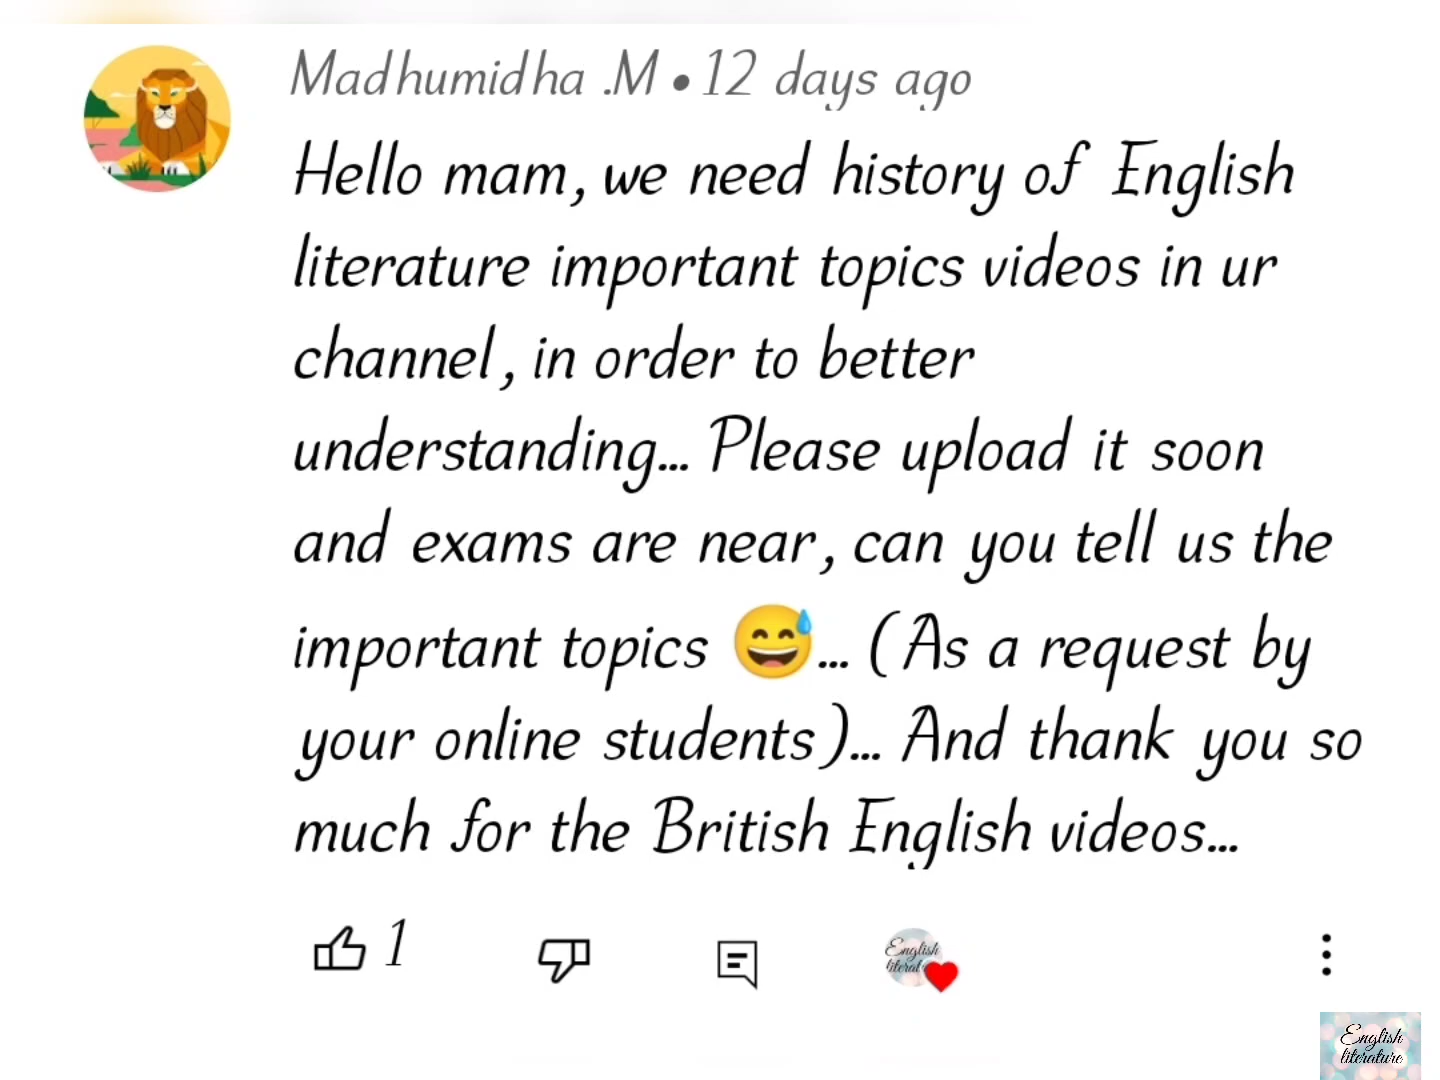 Madhumidha .M • 12 days ago
Hello mam, we need history of English
literature important topics videos in ur
channel, in order to better
understanding... Please upload it soon
and exams are near, can you tell us the
important topics 😅... (As a request by
your online students)... And thank you so
much for the British English videos...
1
English
literature